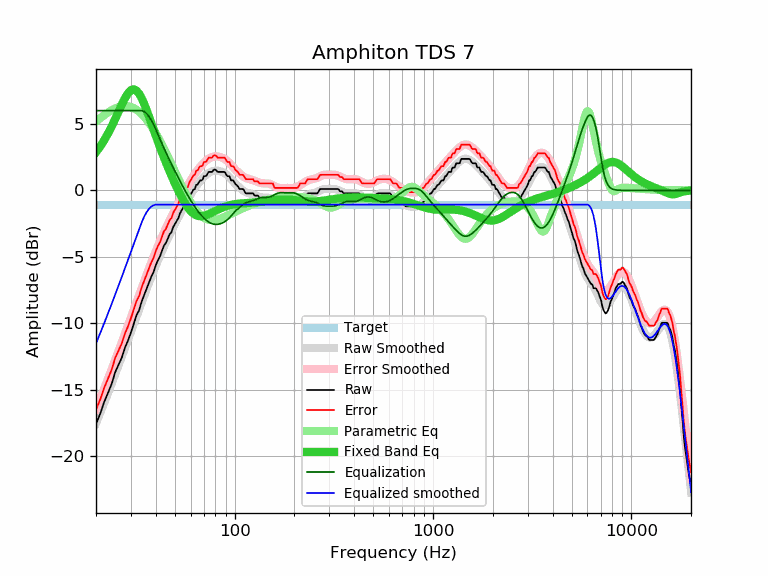 Amphiton TDS 7
Amplitude (dBr)
5
0
−5
−10
−15
−20
Target
Raw Smoothed
Error Smoothed
Raw
Error
Parametric Eq
Fixed Band Eq
Equalization
Equalized smoothed
100
1000
10000
Frequency (Hz)